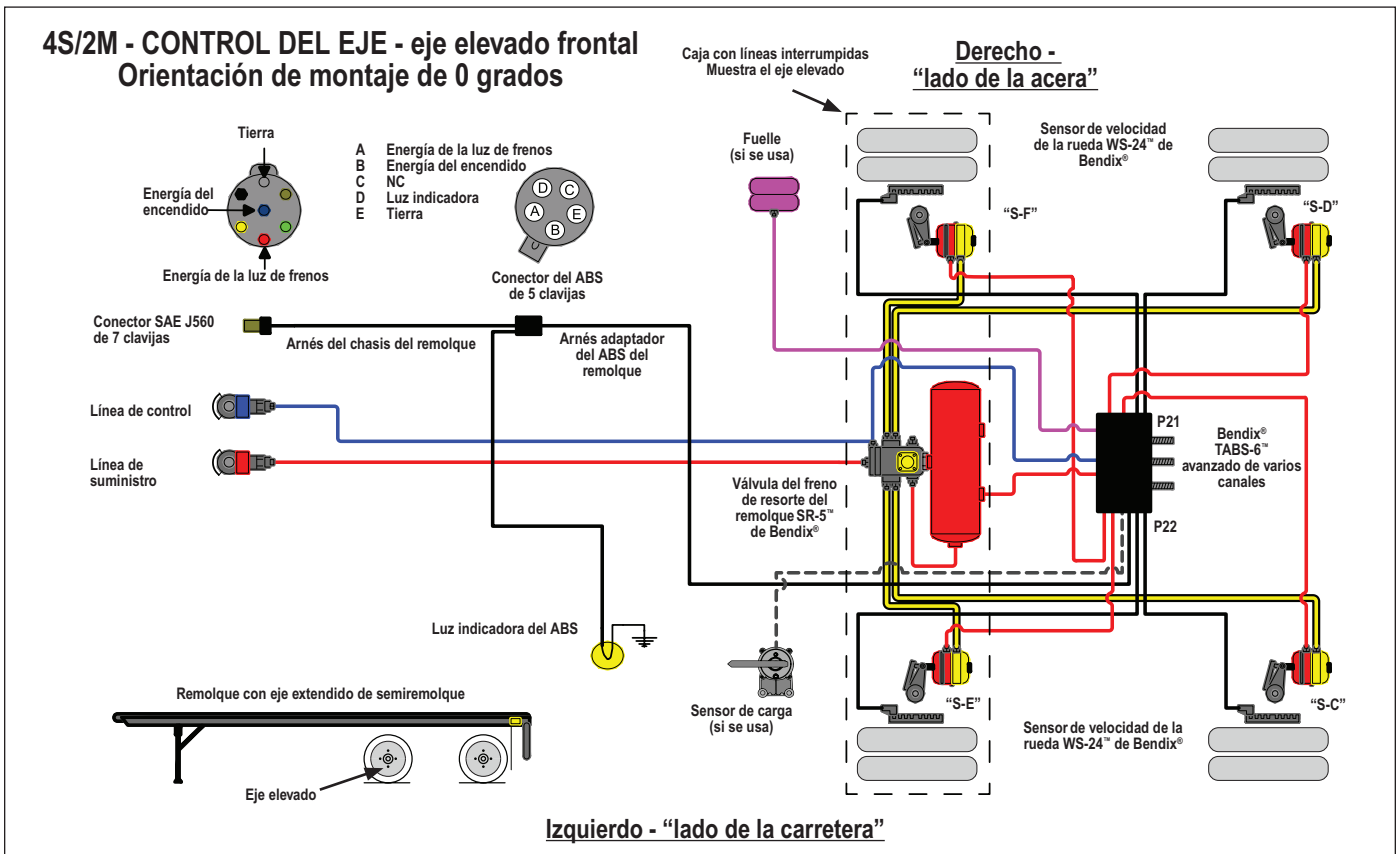 4S/2M - CONTROL DEL EJE - eje elevado frontal
Orientación de montaje de 0 grados
Caja con líneas interrumpidas
Muestra el eje elevado
Derecho -
“lado de la acera”
Tierra
Energía del
encendido
Energía de la luz de frenos
A Energía de la luz de frenos
B Energía del encendido
C NC
D Luz indicadora
E Tierra
D
C
A
E
B
Conector del ABS
de 5 clavijas
Fuelle
(si se usa)
Sensor de velocidad
de la rueda WS-24™ de
Bendix®
“S-F”
“S-D”
Conector SAE J560
de 7 clavijas
Arnés del chasis del remolque
Arnés adaptador
del ABS del
remolque
Línea de control
Línea de
suministro
Válvula del freno
de resorte del
remolque SR-5™
de Bendix®
P21
Bendix®
TABS-6™
avanzado de varios
canales
P22
Luz indicadora del ABS
Sensor de carga
(si se usa)
“S-E”
“S-C”
Sensor de velocidad de la
rueda WS-24™ de Bendix®
Remolque con eje extendido de semiremolque
Eje elevado
Izquierdo - “lado de la carretera”